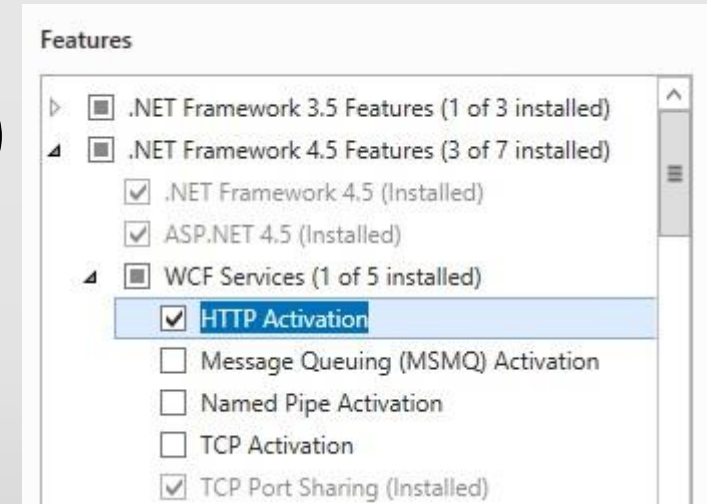 Features
.NET Framework 3.5 Features (1 of 3 installed)
.NET Framework 4.5 Features (3 of 7 installed)
.NET Framework 4.5 (Installed)
ASP.NET 4.5 (Installed)
WCF Services (1 of 5 installed)
HTTP Activation
Message Queuing (MSMQ) Activation
Named Pipe Activation
TCP Activation
TCP Port Sharing (Installed)